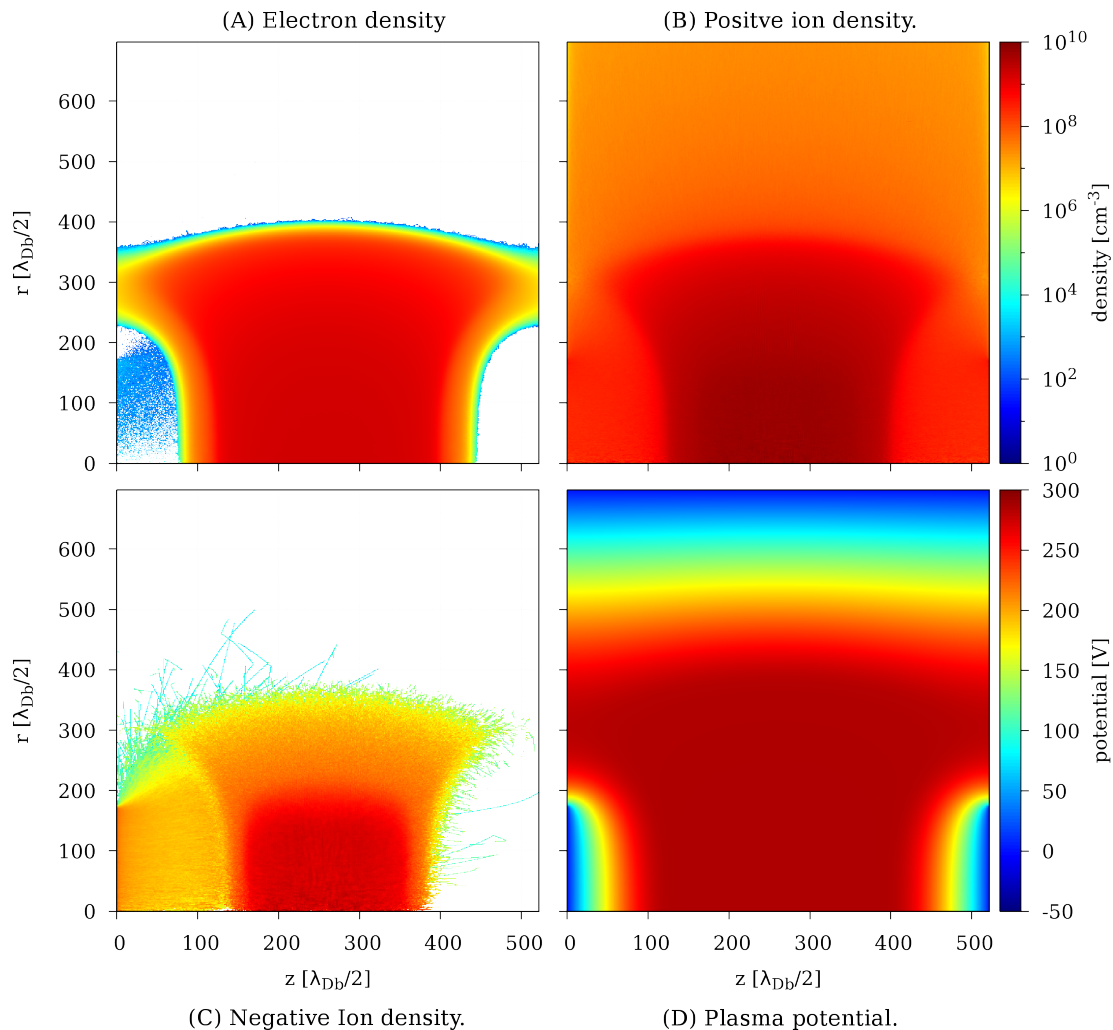 (A) Electron density
(B) Positve ion density.
600
500
400
300
200
100
0
r [λDb/2]
10^10
10^8
10^6
10^4
10^2
10^0
density [cm^-3]
600
500
400
300
200
100
0
r [λDb/2]
0 100 200 300 400 500
z [λDb/2]
0 100 200 300 400 500
z [λDb/2]
300
250
200
150
100
50
0
-50
potential [V]
(C) Negative Ion density.
(D) Plasma potential.